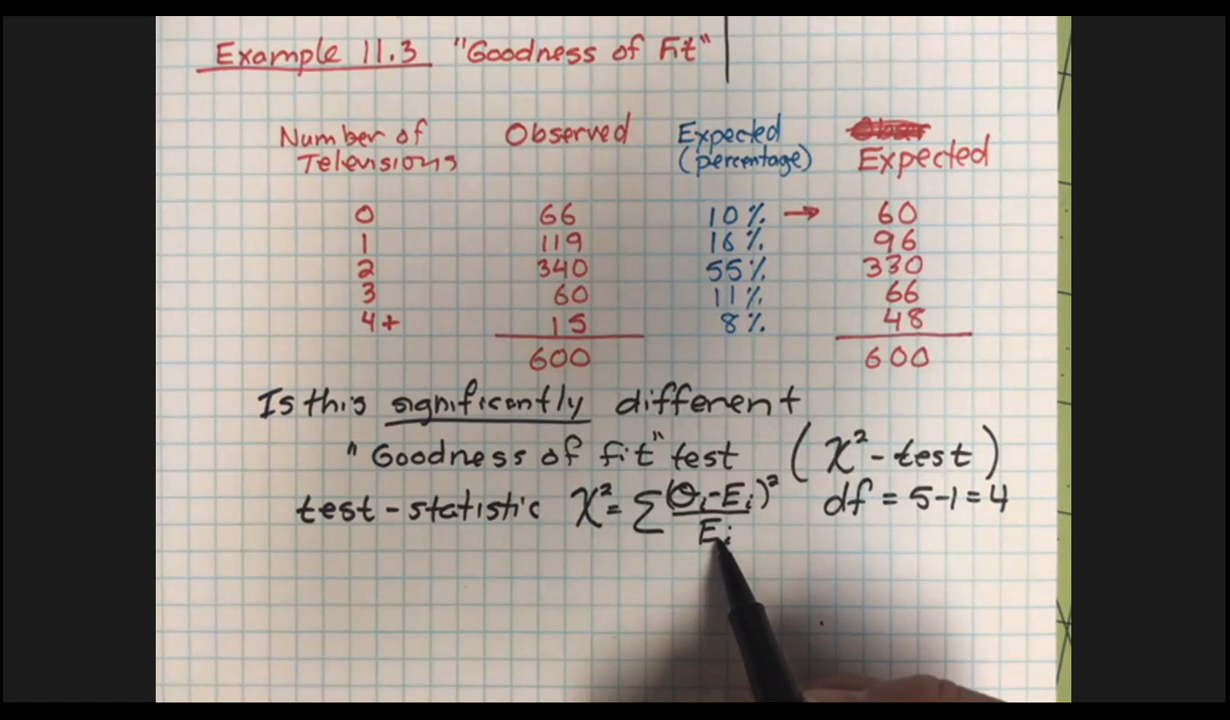 Example 11.3 "Goodness of Fit"
Number of Televisions Observed Expected (percentage) Expected
0 66 10% → 60
1 119 16% 96
2 340 55% 330
3 60 11% 66
4+ 15 8% 48
600 600
Is this significantly different
"Goodness of fit" test (χ²-test)
test-statistic χ² = Σ (Oᵢ-Eᵢ)²/Eᵢ df = 5-1=4